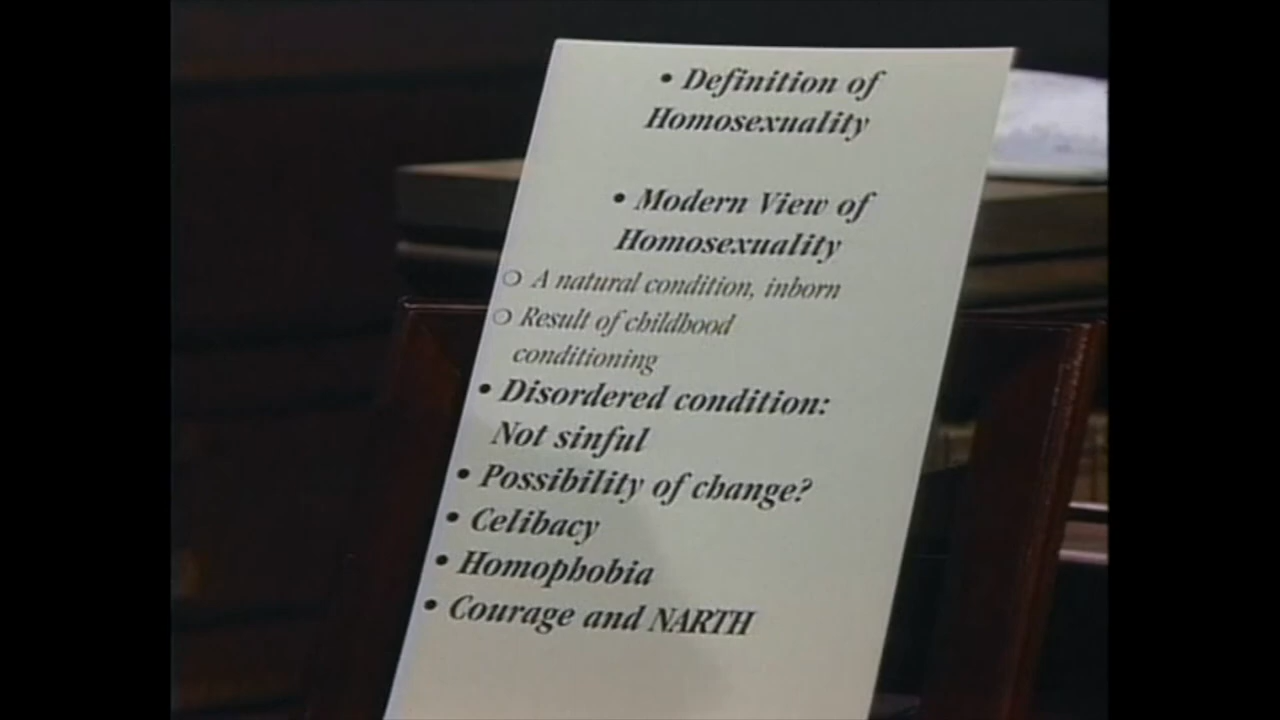 • Definition of
Homosexuality
• Modern View of
Homosexuality
○ A natural condition, inborn
○ Result of childhood
conditioning
• Disordered condition:
Not sinful
• Possibility of change?
• Celibacy
• Homophobia
• Courage and NARTH